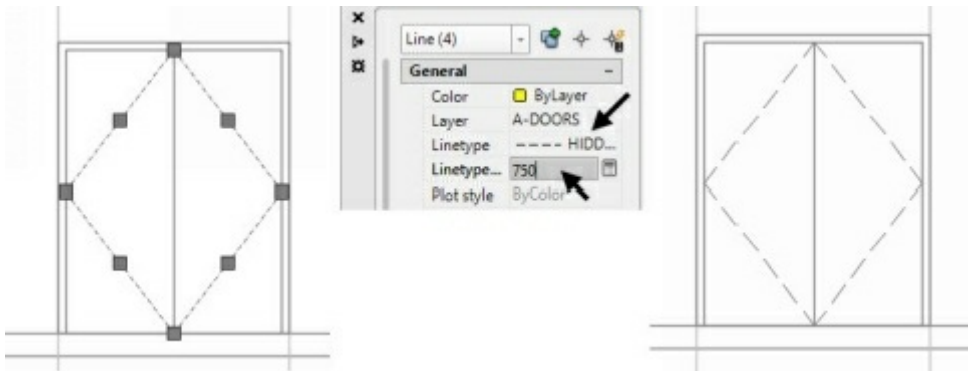 Line (4)
General
Color ByLayer
Layer A-DOORS
Linetype HIDD...
Linetype... 750
Plot style ByColor